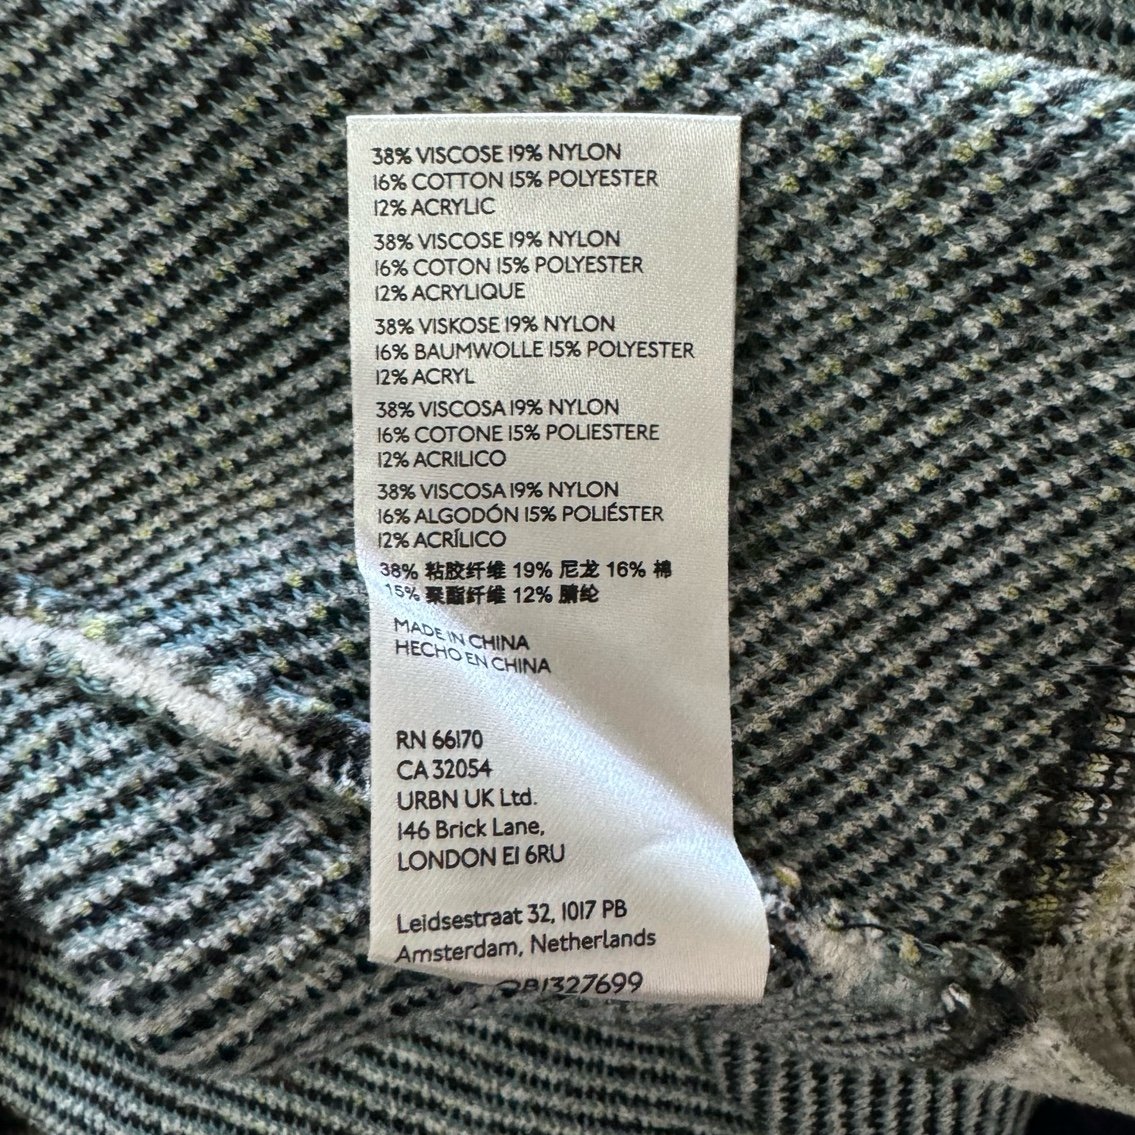 38% VISCOSE 19% NYLON
16% COTTON 15% POLYESTER
12% ACRYLIC
38% VISCOSE 19% NYLON
16% COTON 15% POLYESTER
12% ACRYLIQUE
38% VISKOSE 19% NYLON
16% BAUMWOLLE 15% POLYESTER
12% ACRYL
38% VISCOSA 19% NYLON
16% COTONE 15% POLIESTERE
12% ACRILICO
38% VISCOSA 19% NYLON
16% ALGODÓN 15% POLIÉSTER
12% ACRÍLICO
38% 粘胶纤维 19% 尼龙 16% 棉
15% 聚酯纤维 12% 腈纶
MADE IN CHINA
HECHO EN CHINA
RN 66170
CA 32054
URBN UK Ltd.
146 Brick Lane,
LONDON E1 6RU
Leidsestraat 32, 1017 PB
Amsterdam, Netherlands